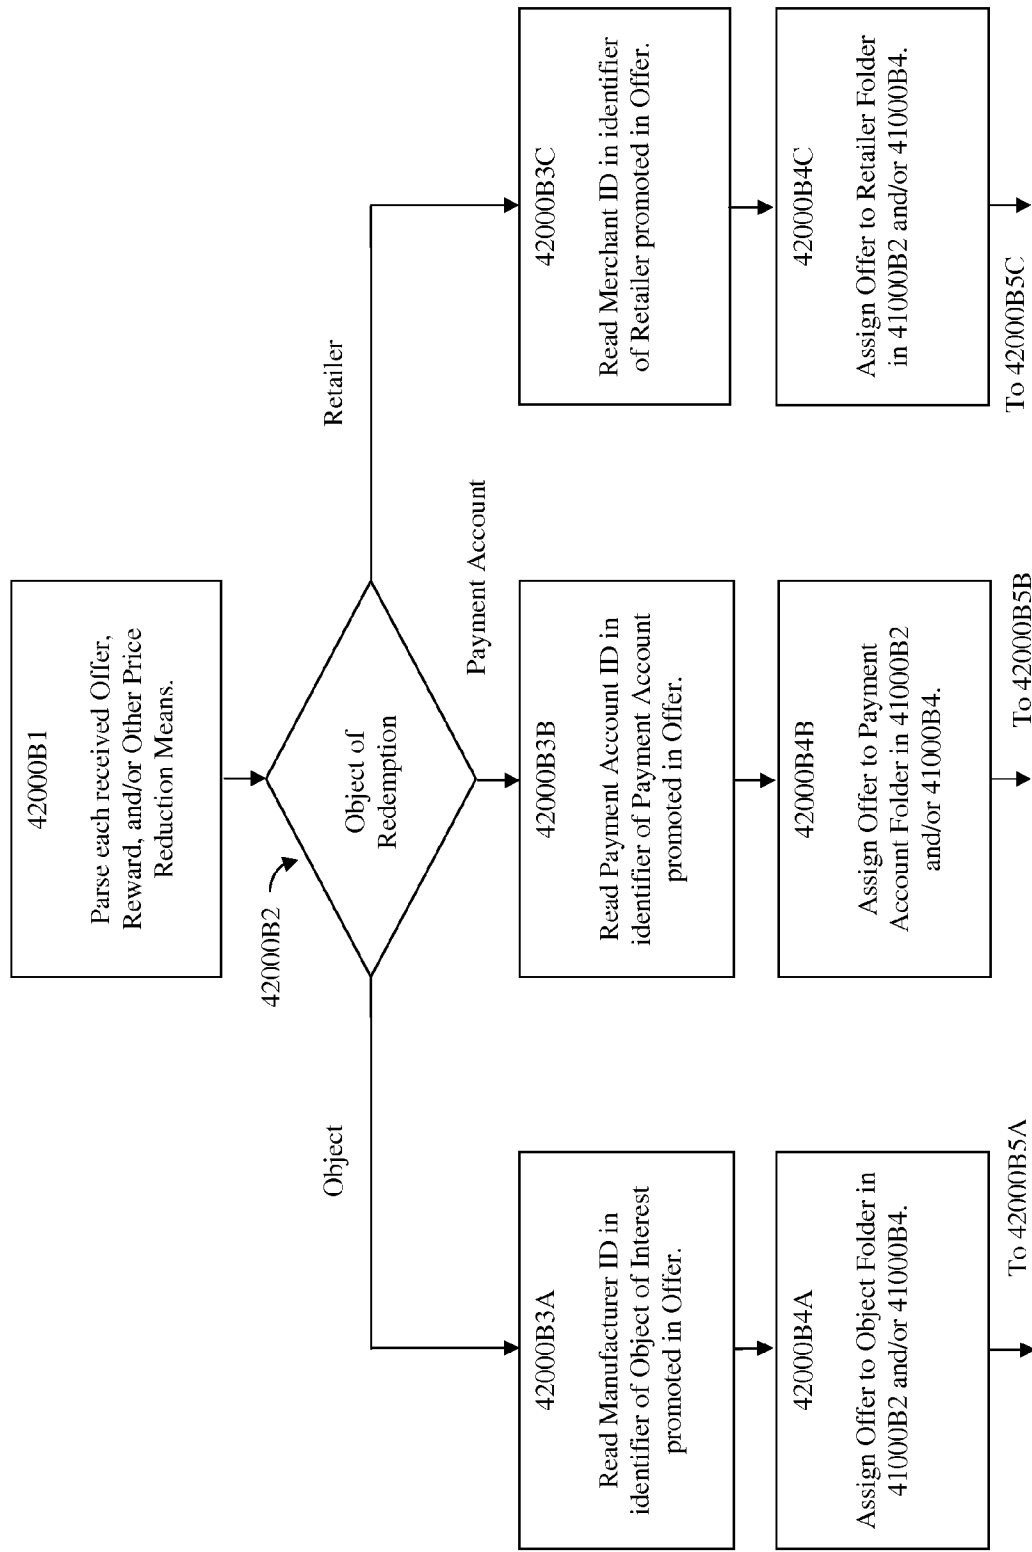 42000B1
Parse each received Offer,
Reward, and/or Other Price
Reduction Means.
42000B2
Object of
Redemption
Object
Payment Account
Retailer
42000B3A
Read Manufacturer ID in
identifier of Object of Interest
promoted in Offer.
42000B3B
Read Payment Account ID in
identifier of Payment Account
promoted in Offer.
42000B3C
Read Merchant ID in identifier
of Retailer promoted in Offer.
42000B4A
Assign Offer to Object Folder in
41000B2 and/or 41000B4.
42000B4B
Assign Offer to Payment
Account Folder in 41000B2
and/or 41000B4.
42000B4C
Assign Offer to Retailer Folder
in 41000B2 and/or 41000B4.
To 42000B5A
To 42000B5B
To 42000B5C